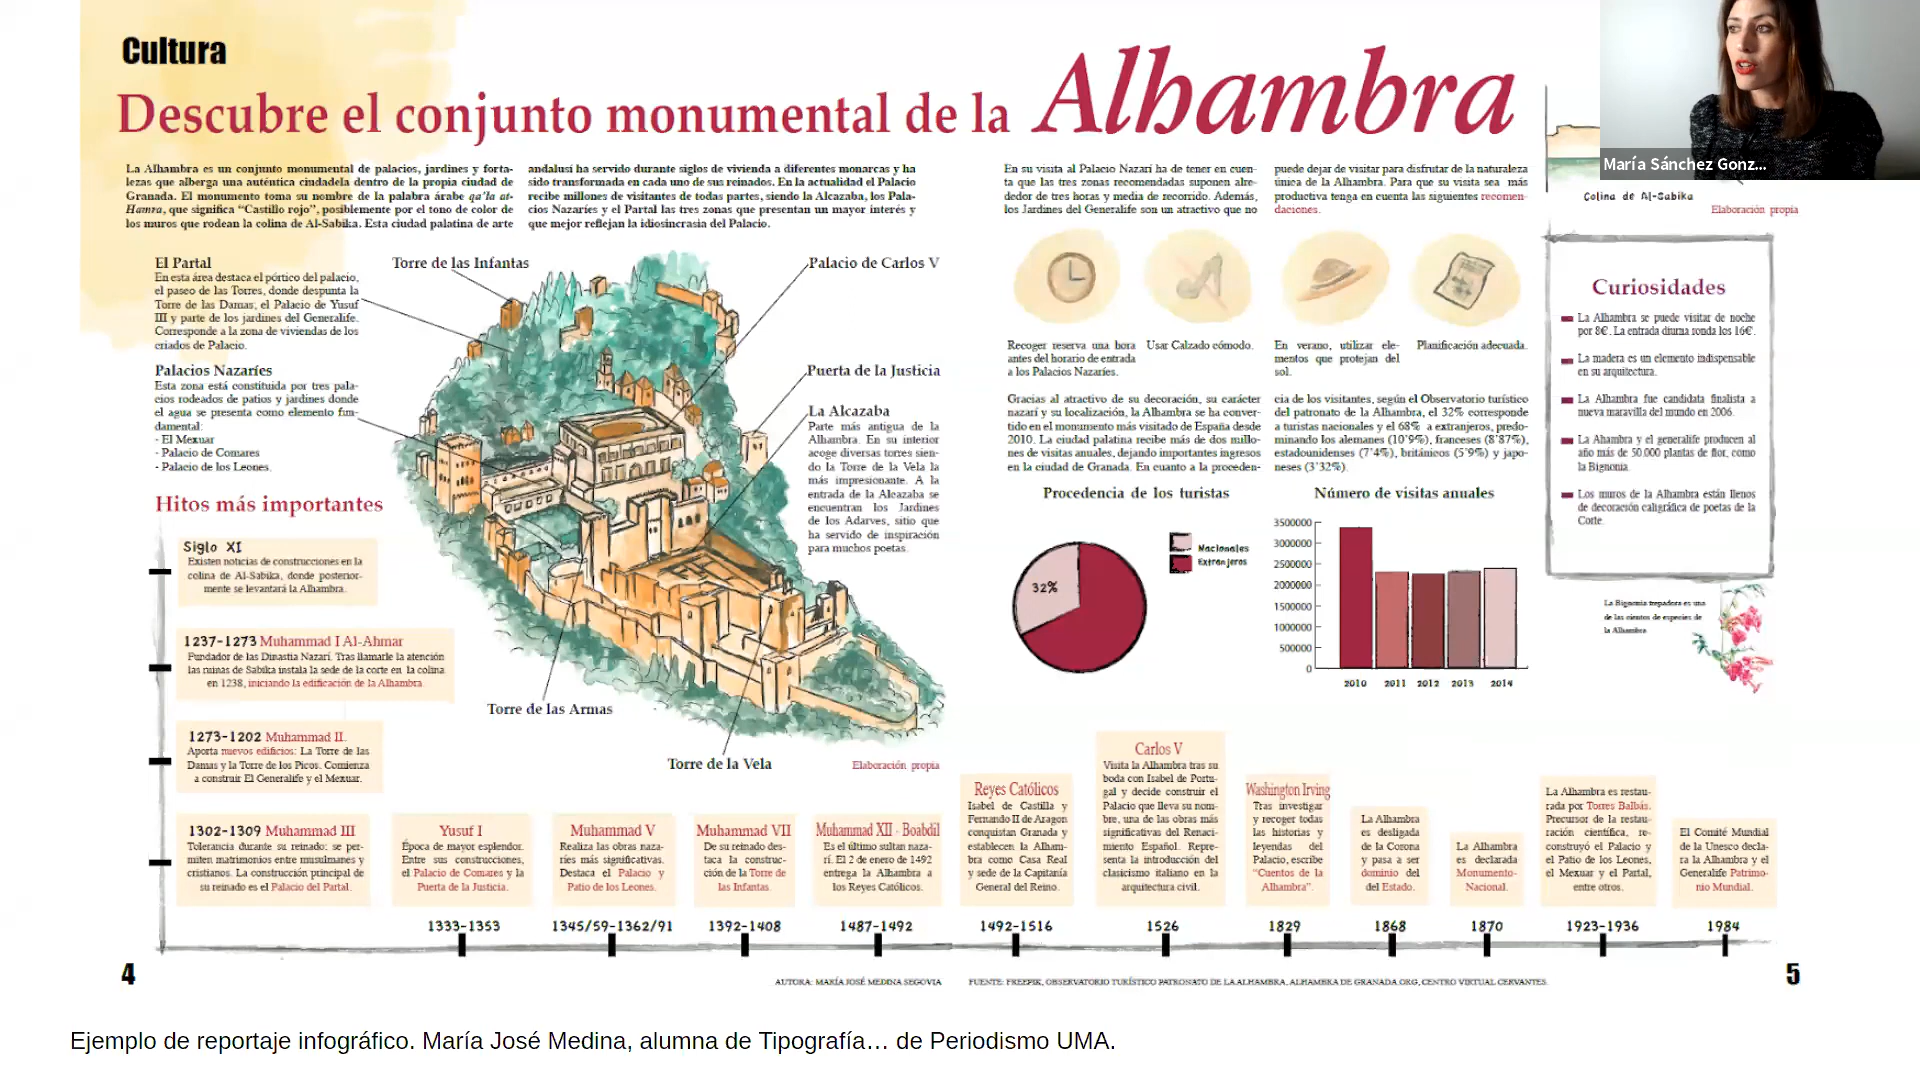 Cultura
Descubre el conjunto monumental de la Alhambra
La Alhambra es un conjunto monumental de palacios, jardines y forta-
lezas que alberga una auténtica ciudadela dentro de la propia ciudad de
Granada. El monumento toma su nombre de la palabra árabe qa'la at-
Hamra, que significa “Castillo rojo”, posiblemente por el tono de color de
los muros que rodean la colina de Al-Sabika. Esta ciudad palatina de arte
andalusí ha servido durante siglos de vivienda a diferentes monarcas y ha
sido transformada en cada uno de sus reinados. En la actualidad el Palacio
recibe millones de visitantes de todas partes, siendo la Alcazaba, los Pala-
cios Nazaríes y el Partal las tres zonas que presentan un mayor interés y
que mejor reflejan la idiosincrasia del Palacio.
En su visita al Palacio Nazarí ha de tener en cuen-
ta que las tres zonas recomendadas suponen alre-
dedor de tres horas y media de recorrido. Además,
los Jardines del Generalife son un atractivo que no
puede dejar de visitar para disfrutar de la naturaleza
única de la Alhambra. Para que su visita sea más
productiva tenga en cuenta las siguientes recomen-
daciones.
María Sánchez Gonz...
Colina de Al-Sabika
Elaboración propia
El Partal
En esta área destaca el pórtico del palacio,
el paseo de las Torres, donde despunta la
Torre de las Damas; el Palacio de Yusuf
III y parte de los jardines del Generalife.
Corresponde a la zona de viviendas de los
criados de Palacio.
Palacios Nazaríes
Esta zona está constituida por tres pala-
cios rodeados de patios y jardines donde
el agua se presenta como elemento fun-
damental:
- El Mexuar
- Palacio de Comares
- Palacio de los Leones.
Torre de las Infantas
Palacio de Carlos V
Puerta de la Justicia
La Alcazaba
Parte más antigua de la
Alhambra. En su interior
acoge diversas torres sien-
do la Torre de la Vela la
más impresionante. A la
entrada de la Alcazaba se
encuentran los Jardines
de los Adarves, sitio que
ha servido de inspiración
para muchos poetas.
Torre de las Armas
Torre de la Vela
Elaboración propia
Recoger reserva una hora
antes del horario de entrada
a los Palacios Nazaríes.
Usar Calzado cómodo.
En verano, utilizar ele-
mentos que protejan del
sol.
Planificación adecuada.
Gracias al atractivo de su decoración, su carácter
nazarí y su localización, la Alhambra se ha conver-
tido en el monumento más visitado de España desde
2010. La ciudad palatina recibe más de dos millo-
nes de visitas anuales, dejando importantes ingresos
en la ciudad de Granada. En cuanto a la proceden-
cia de los visitantes, según el Observatorio turístico
del patronato de la Alhambra, el 32% corresponde
a turistas nacionales y el 68% a extranjeros, predo-
minando los alemanes (10'9%), franceses (8'87%),
estadounidenses (7'4%), británicos (5'9%) y japo-
neses (3'32%).
Procedencia de los turistas
32%
Nacionales
Extranjeros
Número de visitas anuales
3500000
3000000
2500000
2000000
1500000
1000000
500000
0
2010 2011 2012 2013 2014
Curiosidades
La Alhambra se puede visitar de noche
por 8€. La entrada diurna ronda los 16€.
La madera es un elemento indispensable
en su arquitectura.
La Alhambra fue candidata finalista a
nueva maravilla del mundo en 2006.
La Ahambra y el generalife producen al
año más de 50.000 plantas de flor, como
la Bignonia.
Los muros de la Alhambra están llenos
de decoración caligráfica de poetas de la
Corte.
La Bignonia trepadora es una
de las cientos de especies de
la Alhambra
Hitos más importantes
Siglo XI
Existen noticias de construcciones en la
colina de Al-Sabika, donde posterior-
mente se levantará la Alhambra.
1237-1273 Muhammad I Al-Ahmar
Fundador de las Dinastía Nazarí. Tras llamarle la atención
las ruinas de Sabika instala la sede de la corte en la colina
en 1238, iniciando la edificación de la Alhambra.
1273-1202 Muhammad II.
Aporta nuevos edificios: La Torre de las
Damas y la Torre de los Picos. Comienza
a construir El Generalife y el Mexuar.
1302-1309 Muhammad III
Tolerancia durante su reinado: se per-
miten matrimonios entre musulmanes y
cristianos. La construcción principal de
su reinado es el Palacio del Partal.
Yusuf I
Época de mayor esplendor.
Entre sus construcciones,
el Palacio de Comares y la
Puerta de la Justicia.
1333-1353
Muhammad V
Realiza las obras naza-
ríes más significativas.
Destaca el Palacio y
Patio de los Leones.
1345/59-1362/91
Muhammad VII
De su reinado des-
taca la construc-
ción de la Torre de
las Infantas.
1392-1408
Muhammad XII - Boabdil
Es el último sultan naza-
rí. El 2 de enero de 1492
entrega la Alhambra a
los Reyes Católicos.
1487-1492
Reyes Católicos
Isabel de Castilla y
Fernando II de Aragon
conquistan Granada y
establecen la Alham-
bra como Casa Real
y sede de la Capitanía
General del Reino.
1492-1516
Carlos V
Visita la Alhambra tras su
boda con Isabel de Portu-
gal y decide construir el
Palacio que lleva su nom-
bre, una de las obras más
significativas del Renaci-
miento Español. Repre-
senta la introducción del
clasicismo italiano en la
arquitectura civil.
1526
Washington Irving
Tras investigar
y recoger todas
las historias y
leyendas del
Palacio, escribe
“Cuentos de la
Alhambra”.
1829
La Alhambra
es desligada
de la Corona
y pasa a ser
dominio del
del Estado.
1868
La Alhambra
es declarada
Monumento-
Nacional.
1870
La Alhambra es restau-
rada por Torres Balbás.
Precursor de la restau-
ración científica, re-
construyó el Palacio y
el Patio de los Leones,
el Mexuar y el Partal,
entre otros.
1923-1936
El Comité Mundial
de la Unesco decla-
ra la Alhambra y el
Generalife Patrimo-
nio Mundial.
1984
4
AUTORA: MARÍA JOSÉ MEDINA SEGOVIA
FUENTE: FREEPIK, OBSERVATORIO TURÍSTICO PATRONATO DE LA ALHAMBRA, ALHAMBRA DE GRANADA.ORG, CENTRO VIRTUAL CERVANTES.
5
Ejemplo de reportaje infográfico. María José Medina, alumna de Tipografía… de Periodismo UMA.